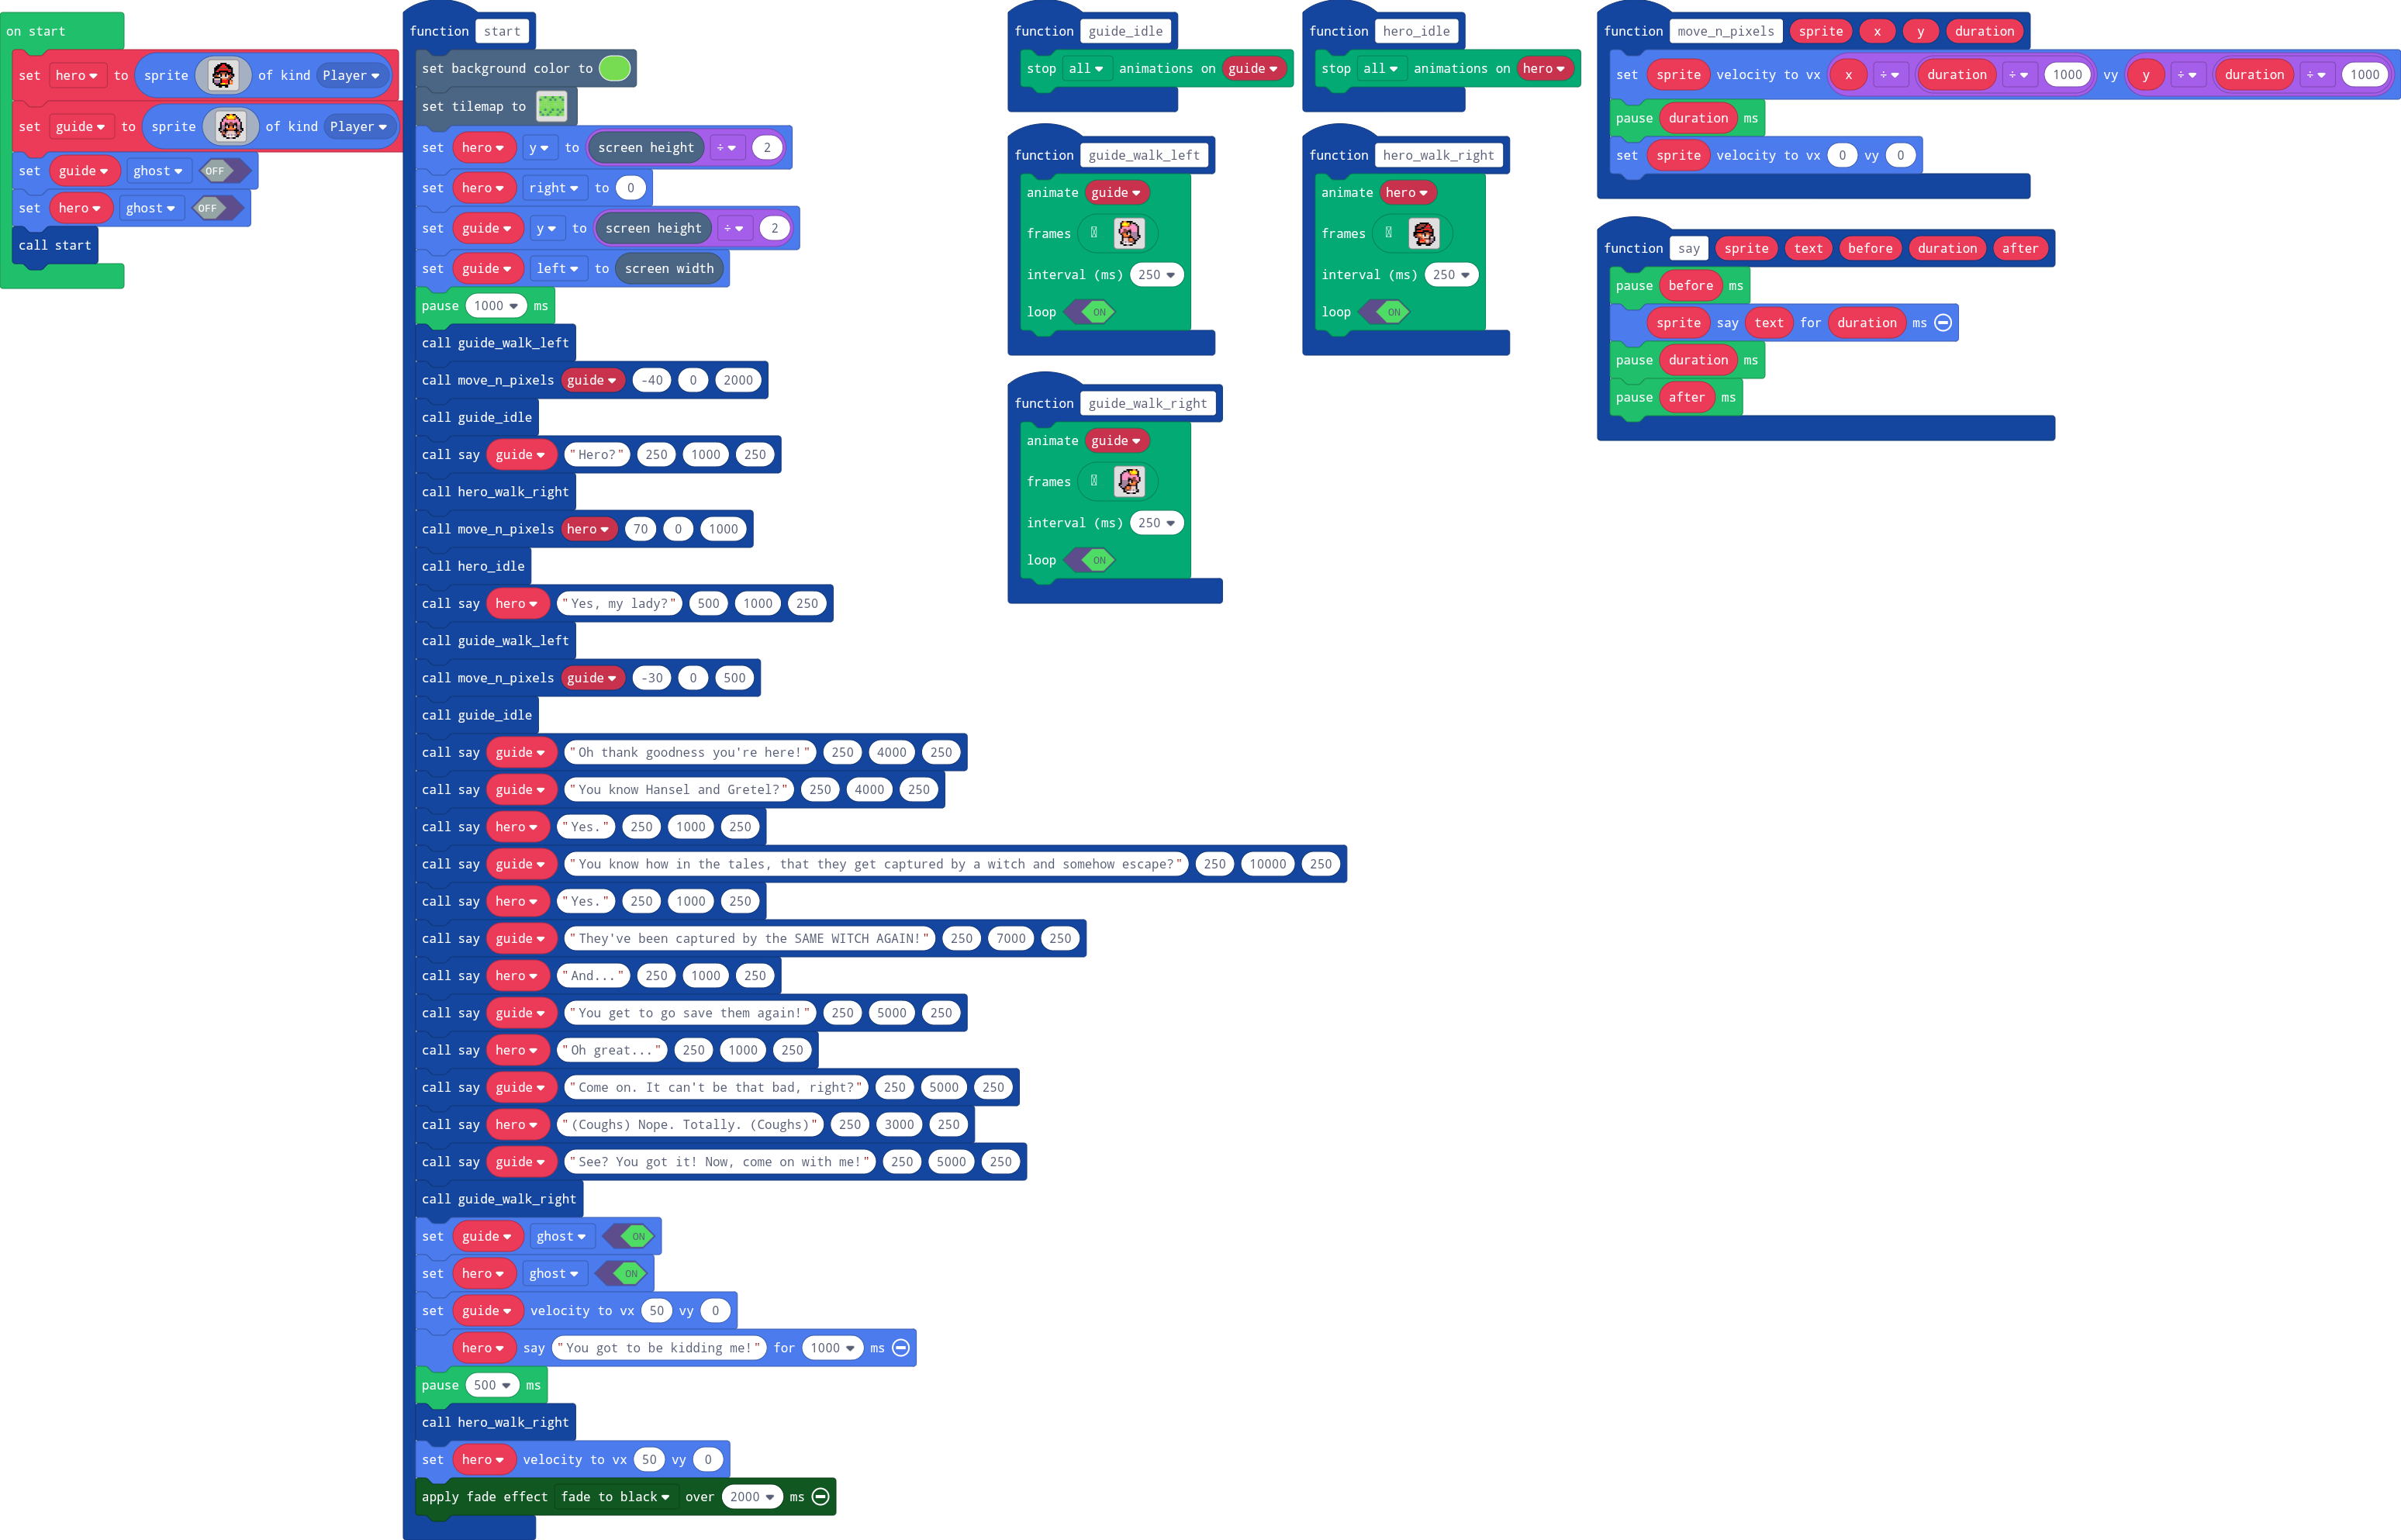 on start
set hero to sprite of kind Player
set guide to sprite of kind Player
set guide ghost OFF
set hero ghost OFF
call start
function start
set background color to
set tilemap to
set hero y to screen height ÷ 2
set hero right to 0
set guide y to screen height ÷ 2
set guide left to screen width
pause 1000 ms
call guide_walk_left
call move_n_pixels guide -40 0 2000
call guide_idle
call say guide "Hero?" 250 1000 250
call hero_walk_right
call move_n_pixels hero 70 0 1000
call hero_idle
call say hero "Yes, my lady?" 500 1000 250
call guide_walk_left
call move_n_pixels guide -30 0 500
call guide_idle
call say guide "Oh thank goodness you're here!" 250 4000 250
call say guide "You know Hansel and Gretel?" 250 4000 250
call say hero "Yes." 250 1000 250
call say guide "You know how in the tales, that they get captured by a witch and somehow escape?" 250 10000 250
call say hero "Yes." 250 1000 250
call say guide "They've been captured by the SAME WITCH AGAIN!" 250 7000 250
call say hero "And..." 250 1000 250
call say guide "You get to go save them again!" 250 5000 250
call say hero "Oh great..." 250 1000 250
call say guide "Come on. It can't be that bad, right?" 250 5000 250
call say hero "(Coughs) Nope. Totally. (Coughs)" 250 3000 250
call say guide "See? You got it! Now, come on with me!" 250 5000 250
call guide_walk_right
set guide ghost ON
set hero ghost ON
set guide velocity to vx 50 vy 0
hero say "You got to be kidding me!" for 1000 ms
pause 500 ms
call hero_walk_right
set hero velocity to vx 50 vy 0
apply fade effect fade to black over 2000 ms
function guide_idle
stop all animations on guide
function guide_walk_left
animate guide
frames
interval (ms) 250
loop ON
function guide_walk_right
animate guide
frames
interval (ms) 250
loop ON
function hero_idle
stop all animations on hero
function hero_walk_right
animate hero
frames
interval (ms) 250
loop ON
function move_n_pixels sprite x y duration
set sprite velocity to vx x ÷ duration ÷ 1000 vy y ÷ duration ÷ 1000
pause duration ms
set sprite velocity to vx 0 vy 0
function say sprite text before duration after
pause before ms
sprite say text for duration ms
pause duration ms
pause after ms